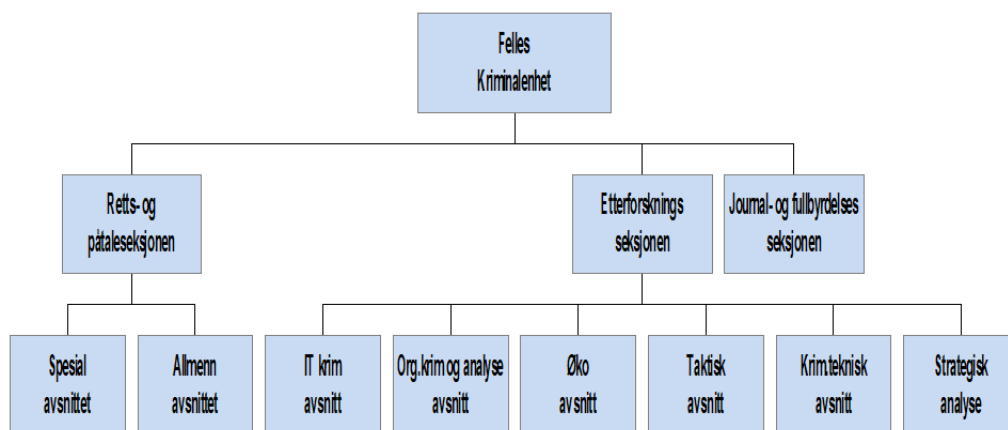 Felles
Kriminalenhet
Retts- og
påtaleseksjonen
Etterforsknings
seksjonen
Journal- og fullbyrdelses
seksjonen
Spesial
avsnittet
Allmenn
avsnittet
IT krim
avsnitt
Org.krim og analyse
avsnitt
Øko
avsnitt
Taktisk
avsnitt
Krim.teknisk
avsnitt
Strategisk
analyse